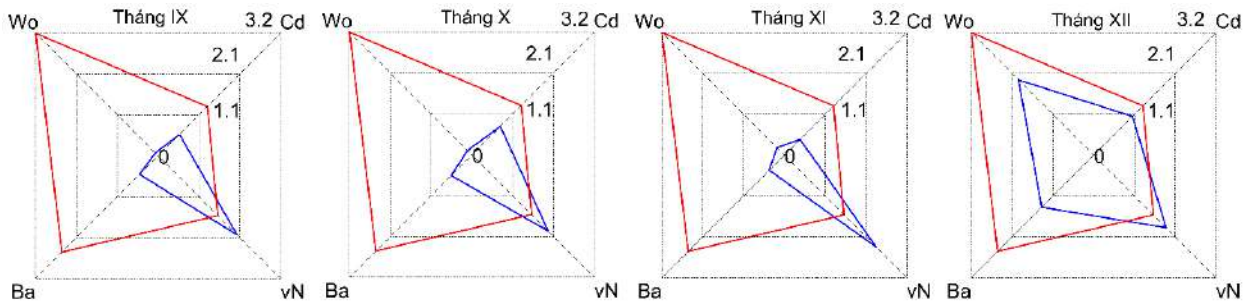 Wo Tháng IX 3.2 Cd
2.1
1.1
0
Ba vN
Wo Tháng X 3.2 Cd
2.1
1.1
0
Ba vN
Wo Tháng XI 3.2 Cd
2.1
1.1
0
Ba vN
Wo Tháng XII 3.2 Cd
2.1
1.1
0
Ba vN